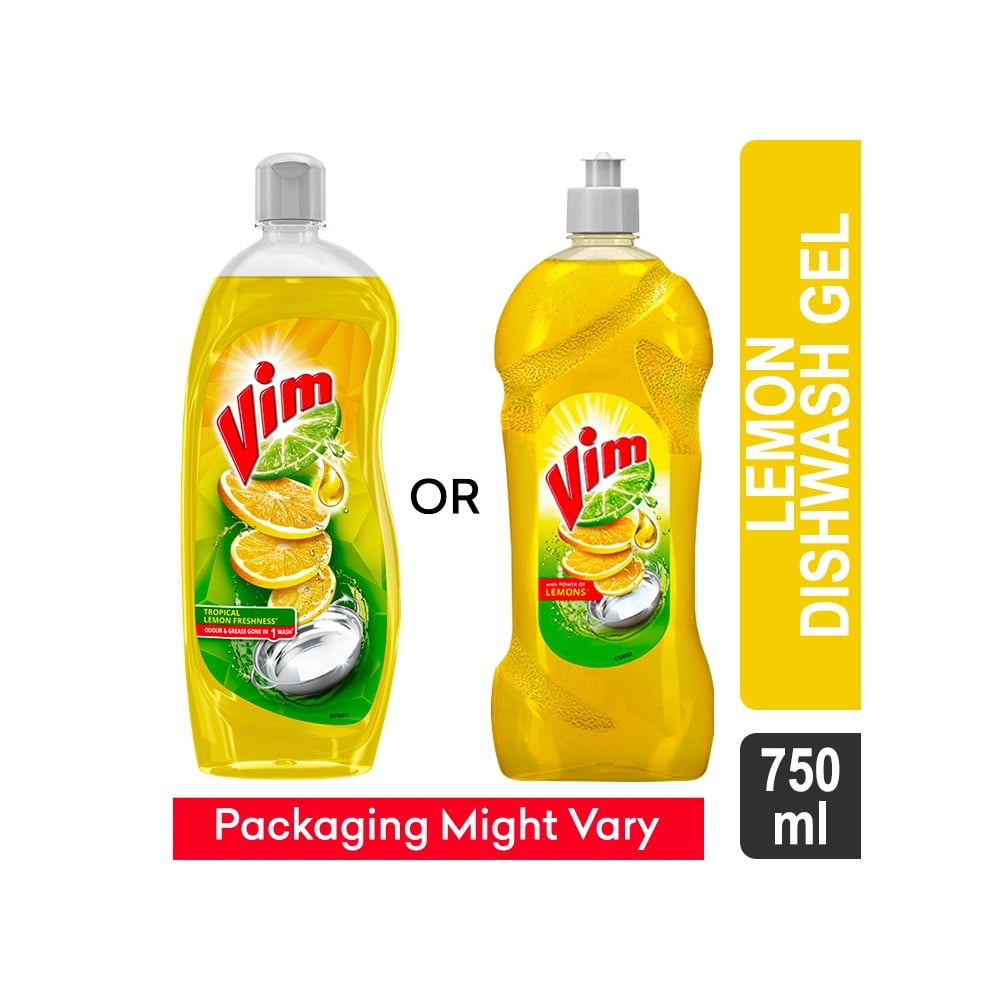 Vim
TROPICAL
LEMON FRESHNESS*
ODOUR & GREASE GONE IN 1 WASH*
OR
Vim
with POWER OF
LEMONS*
LEMON
DISHWASH GEL
750
ml
Packaging Might Vary